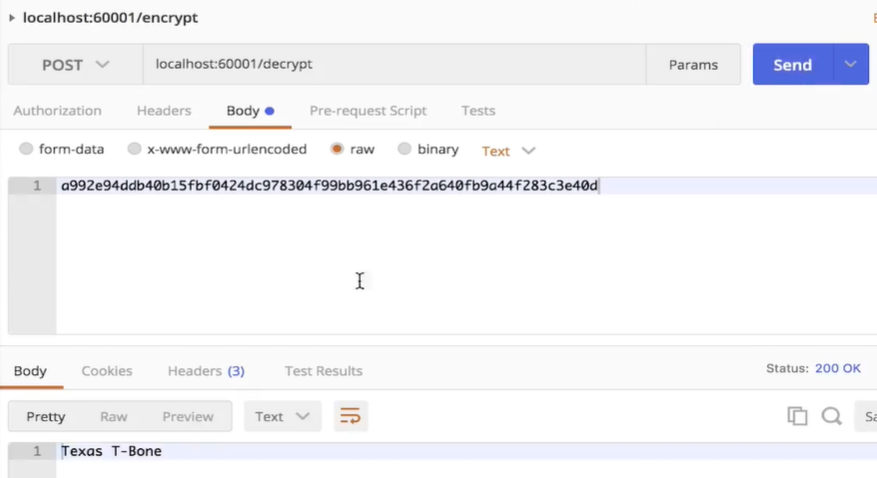 localhost:60001/encrypt
POST localhost:60001/decrypt Params Send
Authorization Headers Body Pre-request Script Tests
form-data x-www-form-urlencoded raw binary Text
1 a992e94ddb40b15fbf0424dc978304f99bb961e436f2a640fb9a44f283c3e40d
Body Cookies Headers (3) Test Results Status: 200 OK
Pretty Raw Preview Text Sa
1 Texas T-Bone